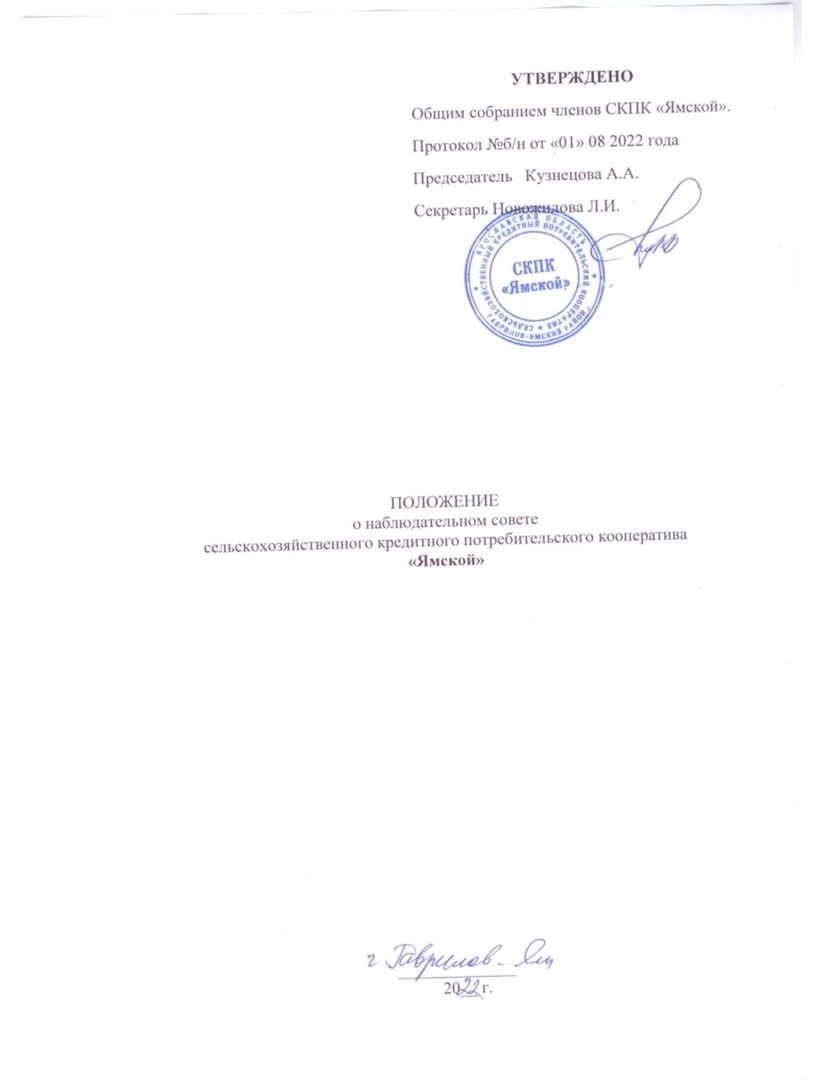 УТВЕРЖДЕНО
Общим собранием членов СКПК «Ямской».
Протокол №б/н от «01» 08 2022 года
Председатель Кузнецова А.А.
Секретарь Новожилова Л.И.
ЯРОСЛАВСКАЯ ОБЛАСТЬ
ГАВРИЛОВ-ЯМСКИЙ РАЙОН
СЕЛЬСКОХОЗЯЙСТВЕННЫЙ КРЕДИТНЫЙ ПОТРЕБИТЕЛЬСКИЙ КООПЕРАТИВ
СКПК
«Ямской»
ПОЛОЖЕНИЕ
о наблюдательном совете
сельскохозяйственного кредитного потребительского кооператива
«Ямской»
г Гаврилов-Ям
2022 г.